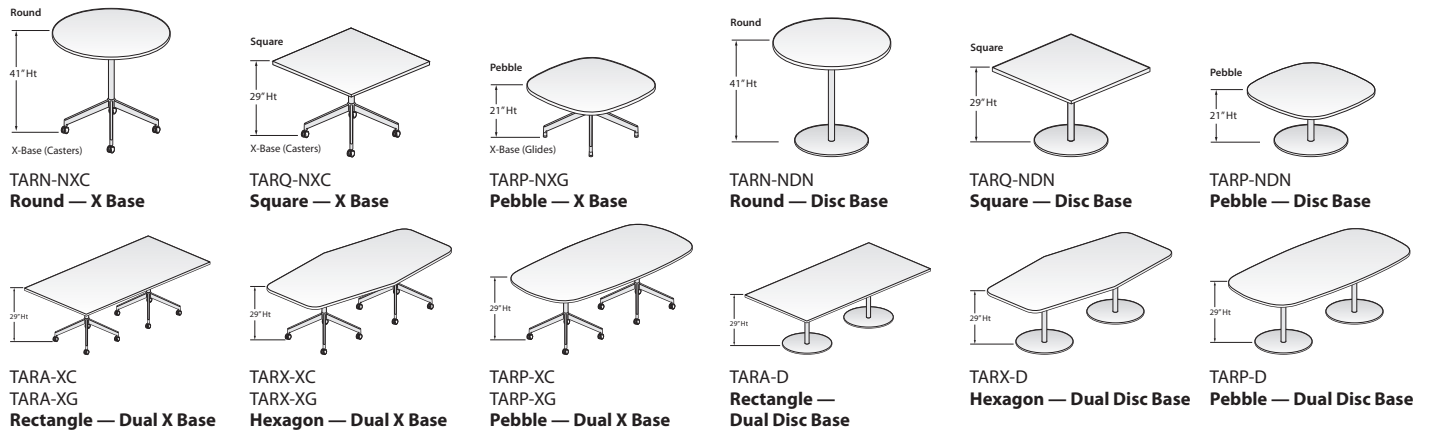 Round
41” Ht
X-Base (Casters)
TARN-NXC
Round — X Base
Square
29” Ht
X-Base (Casters)
TARQ-NXC
Square — X Base
Pebble
21” Ht
X-Base (Glides)
TARP-NXG
Pebble — X Base
Round
41” Ht
TARN-NDN
Round — Disc Base
Square
29” Ht
TARQ-NDN
Square — Disc Base
Pebble
21” Ht
TARP-NDN
Pebble — Disc Base
29” Ht
TARA-XC
TARA-XG
Rectangle — Dual X Base
29” Ht
TARX-XC
TARX-XG
Hexagon — Dual X Base
29” Ht
TARP-XC
TARP-XG
Pebble — Dual X Base
29” Ht
TARA-D
Rectangle —
Dual Disc Base
29” Ht
TARX-D
Hexagon — Dual Disc Base
29” Ht
TARP-D
Pebble — Dual Disc Base